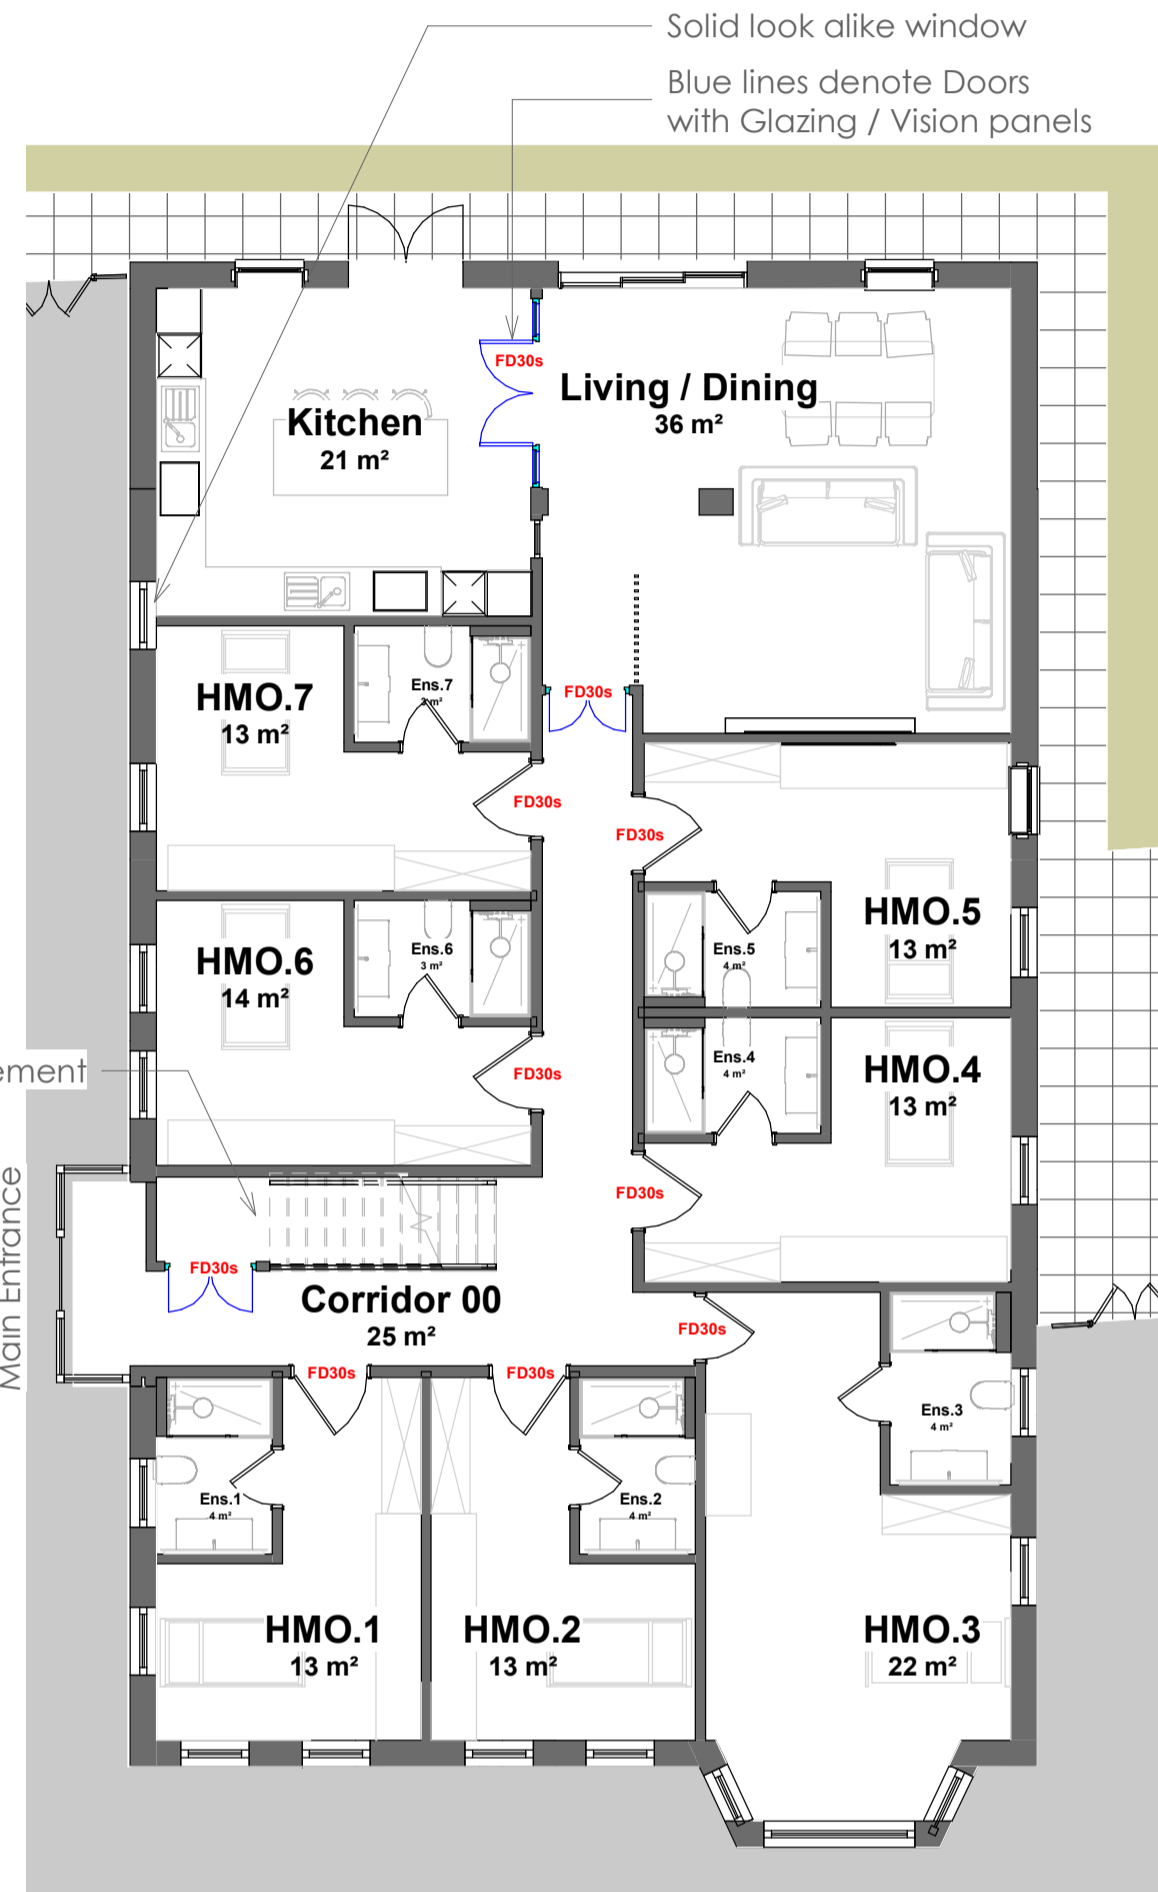 Solid look alike window
Blue lines denote Doors
with Glazing / Vision panels
FD30s
Kitchen
21 m²
Living / Dining
36 m²
HMO.7
13 m²
Ens.7
3 m²
FD30s
FD30s
FD30s
HMO.5
13 m²
HMO.6
14 m²
Ens.6
3 m²
Ens.5
4 m²
FD30s
Ens.4
4 m²
HMO.4
13 m²
FD30s
Main Entrance
FD30s
Corridor 00
25 m²
FD30s
FD30s
FD30s
Ens.3
4 m²
Ens.1
4 m²
Ens.2
4 m²
HMO.1
13 m²
HMO.2
13 m²
HMO.3
22 m²